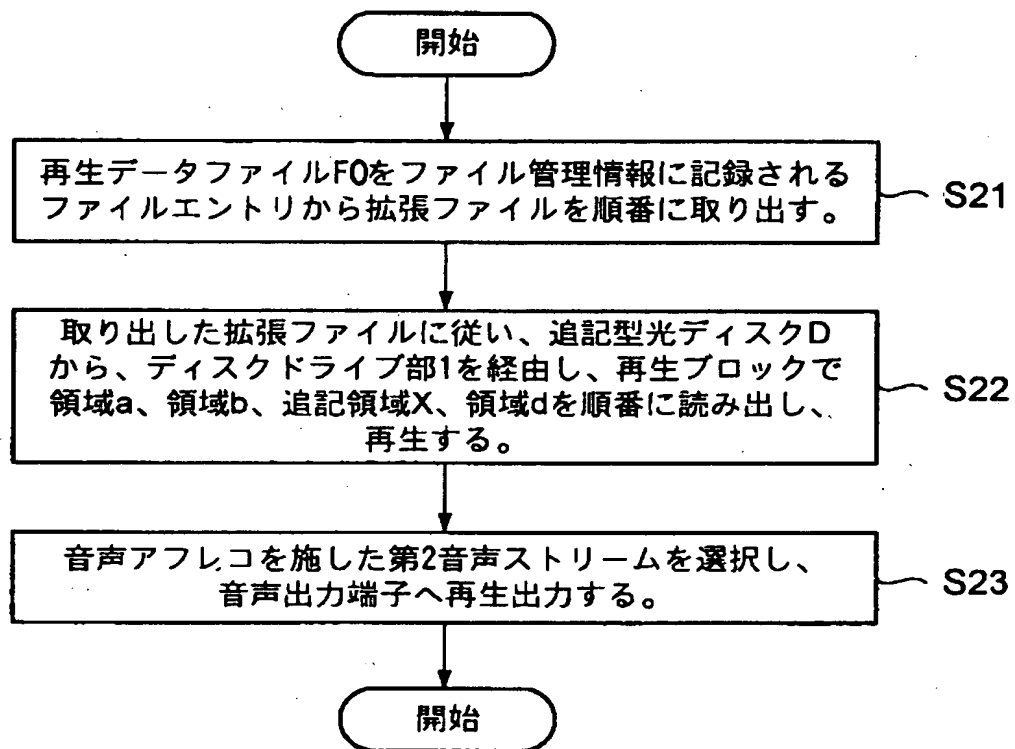 開始
再生データファイルF0をファイル管理情報に記録される
ファイルエントリから拡張ファイルを順番に取り出す。
S21
取り出した拡張ファイルに従い、追記型光ディスクD
から、ディスクドライブ部1を経由し、再生ブロックで
領域a、領域b、追記領域X、領域dを順番に読み出し、
再生する。
S22
音声アフレコを施した第2音声ストリームを選択し、
音声出力端子へ再生出力する。
S23
開始